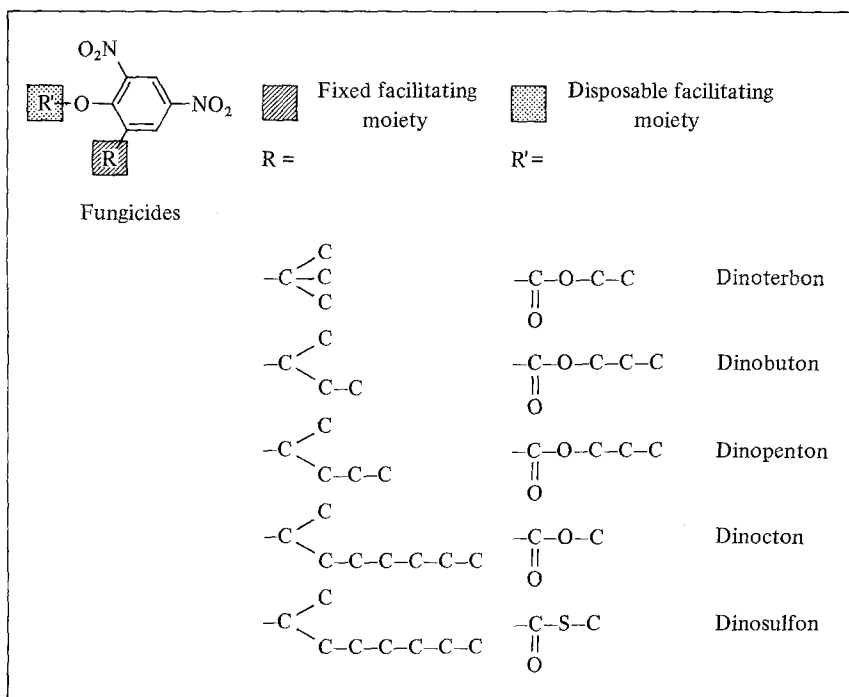 O₂N
R'–O– –NO₂
R
Fungicides
Fixed facilitating moiety
R =
Disposable facilitating moiety
R'=
C
–C–C
C
–C–O–C–C
O
Dinoterbon
C
–C
C–C
–C–O–C–C–C
O
Dinobuton
C
–C
C–C–C
–C–O–C–C–C
O
Dinopenton
C
–C
C–C–C–C–C–C
–C–O–C
O
Dinocton
C
–C
C–C–C–C–C–C
–C–S–C
O
Dinosulfon